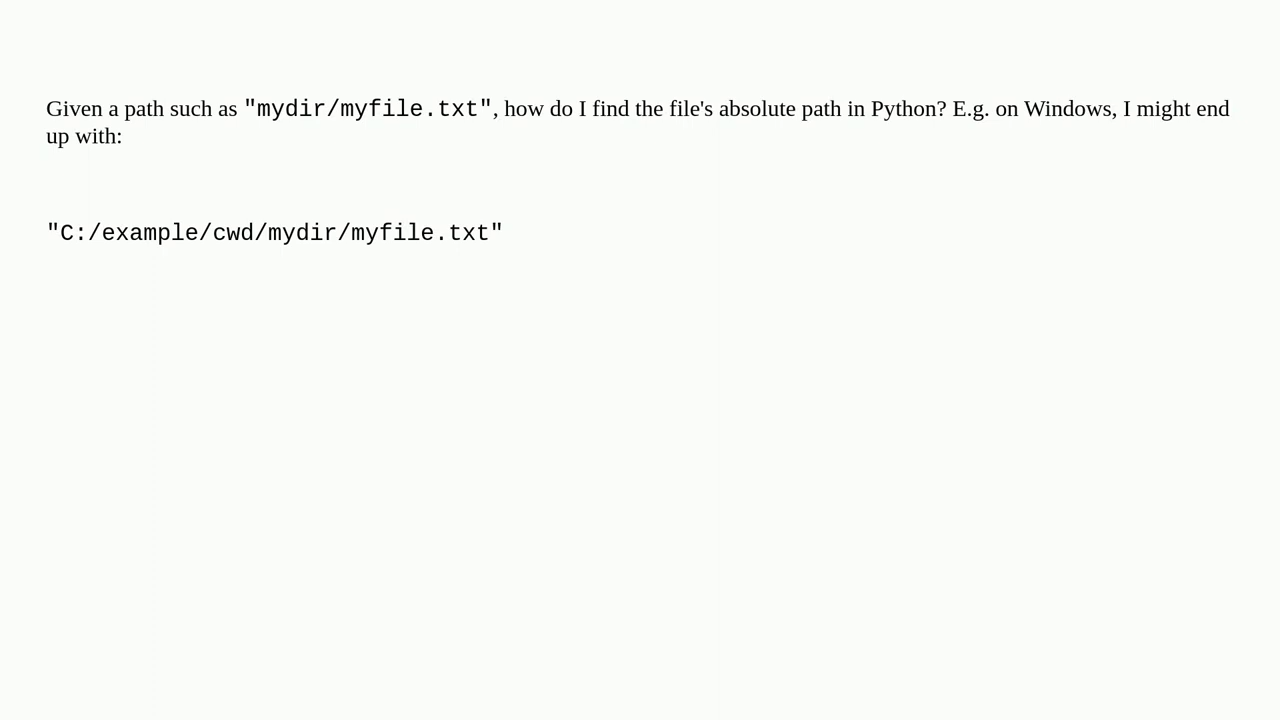 Given a path such as "mydir/myfile.txt", how do I find the file's absolute path in Python? E.g. on Windows, I might end
up with:
"C:/example/cwd/mydir/myfile.txt"